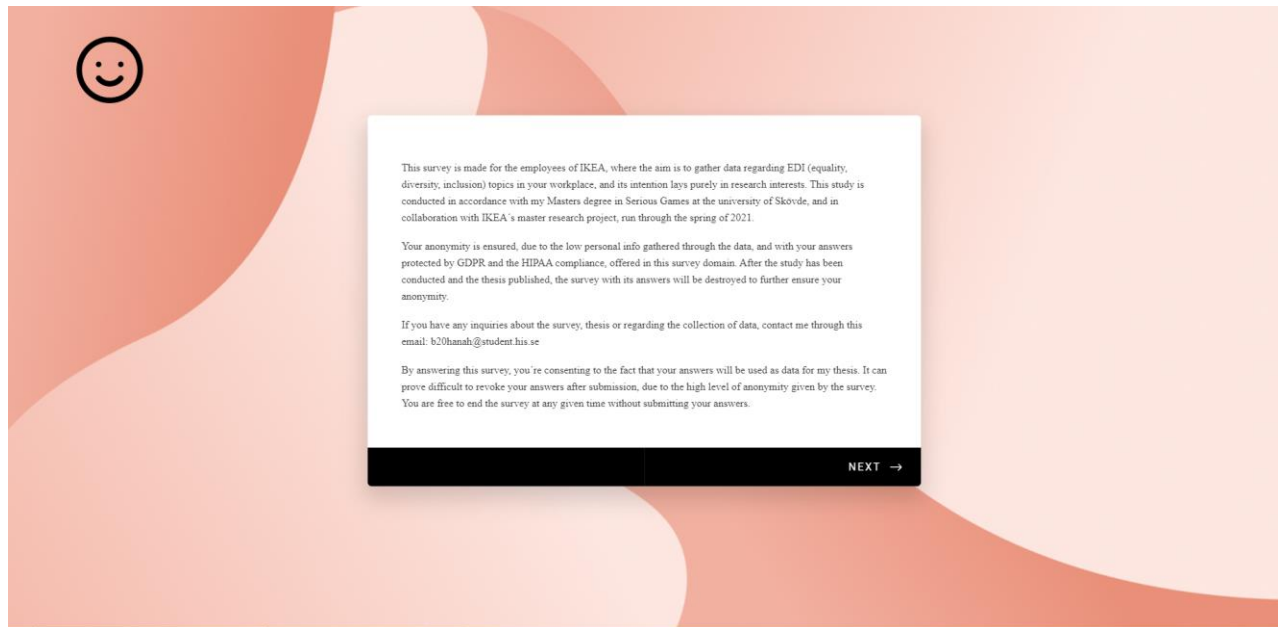 This survey is made for the employees of IKEA, where the aim is to gather data regarding EDI (equality,
diversity, inclusion) topics in your workplace, and its intention lays purely in research interests. This study is
conducted in accordance with my Masters degree in Serious Games at the university of Skövde, and in
collaboration with IKEA´s master research project, run through the spring of 2021.
Your anonymity is ensured, due to the low personal info gathered through the data, and with your answers
protected by GDPR and the HIPAA compliance, offered in this survey domain. After the study has been
conducted and the thesis published, the survey with its answers will be destroyed to further ensure your
anonymity.
If you have any inquiries about the survey, thesis or regarding the collection of data, contact me through this
email: b20hanah@student.his.se
By answering this survey, you´re consenting to the fact that your answers will be used as data for my thesis. It can
prove difficult to revoke your answers after submission, due to the high level of anonymity given by the survey.
You are free to end the survey at any given time without submitting your answers.
NEXT →